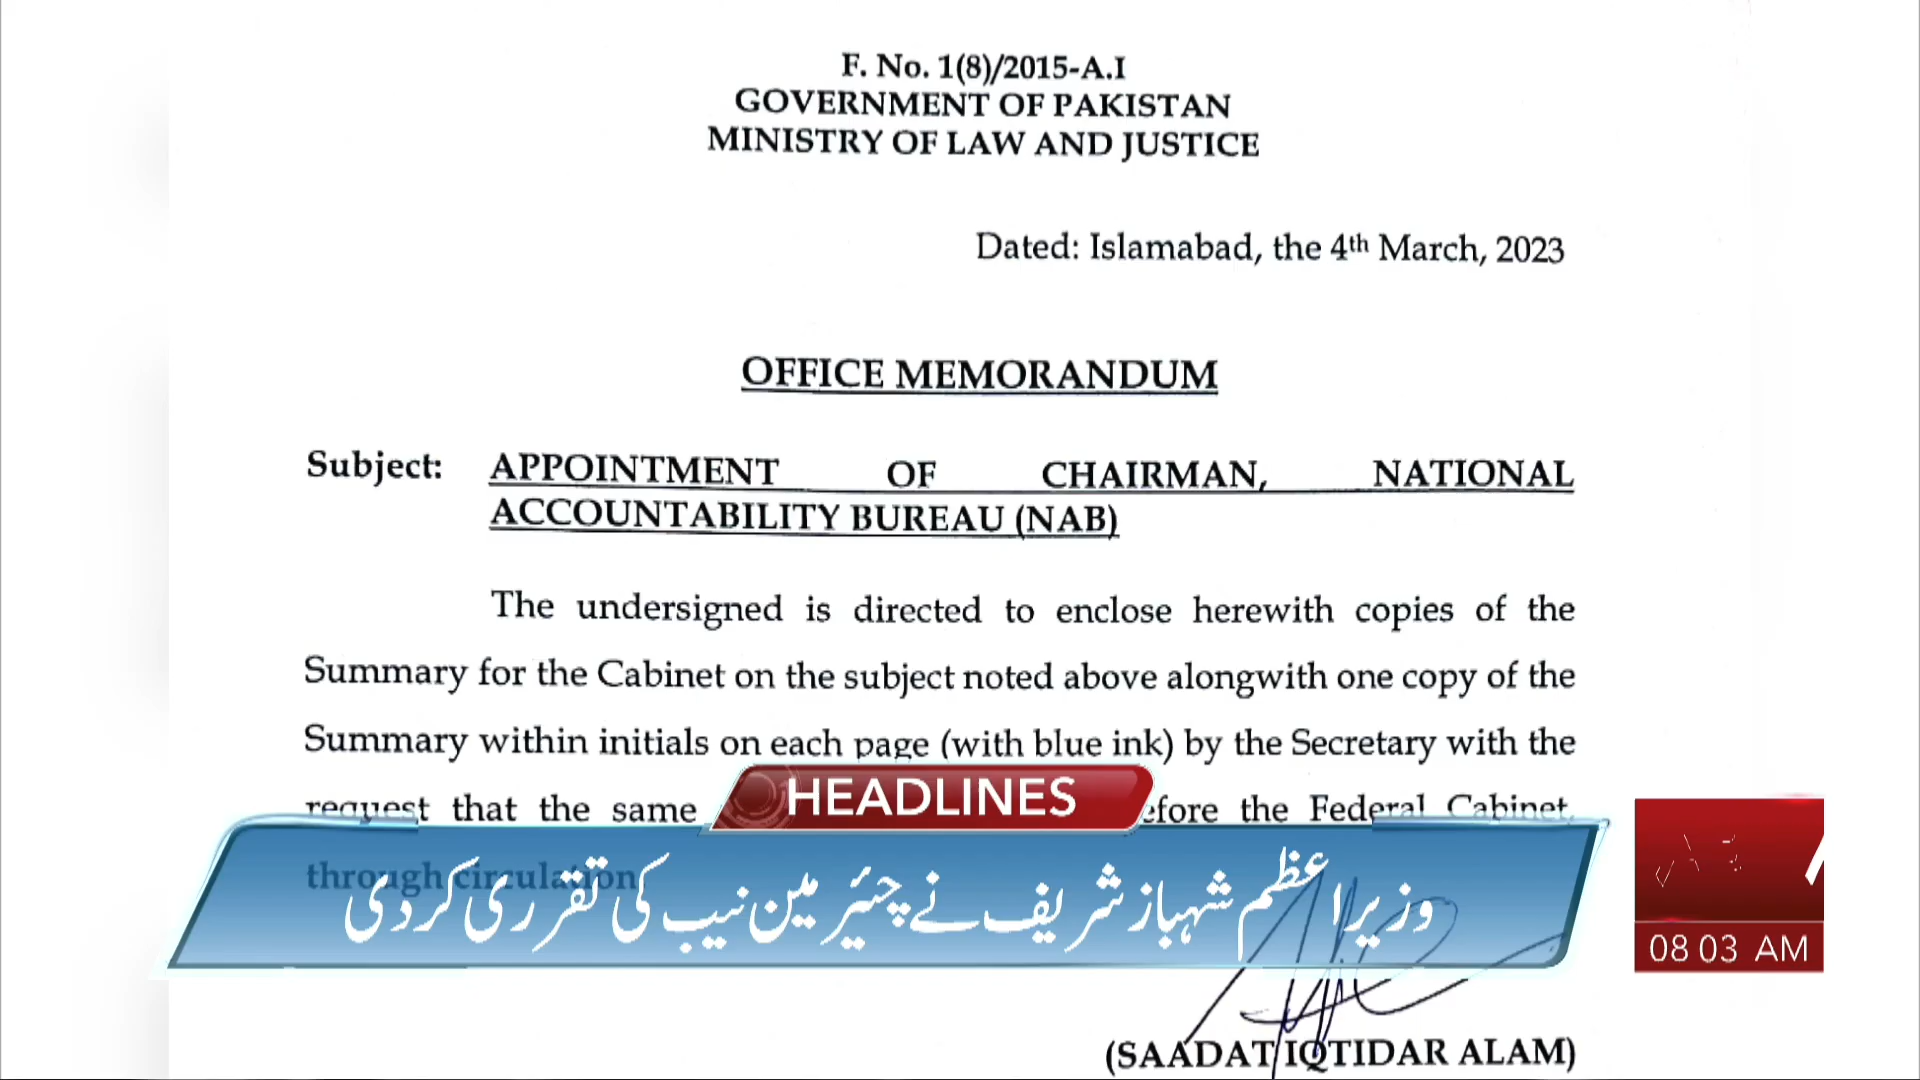 F. No. 1(8)/2015-A.I
GOVERNMENT OF PAKISTAN
MINISTRY OF LAW AND JUSTICE
Dated: Islamabad, the 4th March, 2023
OFFICE MEMORANDUM
Subject: APPOINTMENT OF CHAIRMAN, NATIONAL
ACCOUNTABILITY BUREAU (NAB)
The undersigned is directed to enclose herewith copies of the
Summary for the Cabinet on the subject noted above alongwith one copy of the
Summary within initials on each page (with blue ink) by the Secretary with the
request that the same efore the Federal Cabinet,
through circulation.
HEADLINES
وزیراعظم شہباز شریف نے چیئرمین نیب کی تقرری کر دی
08 03 AM
(SAADAT IQTIDAR ALAM)